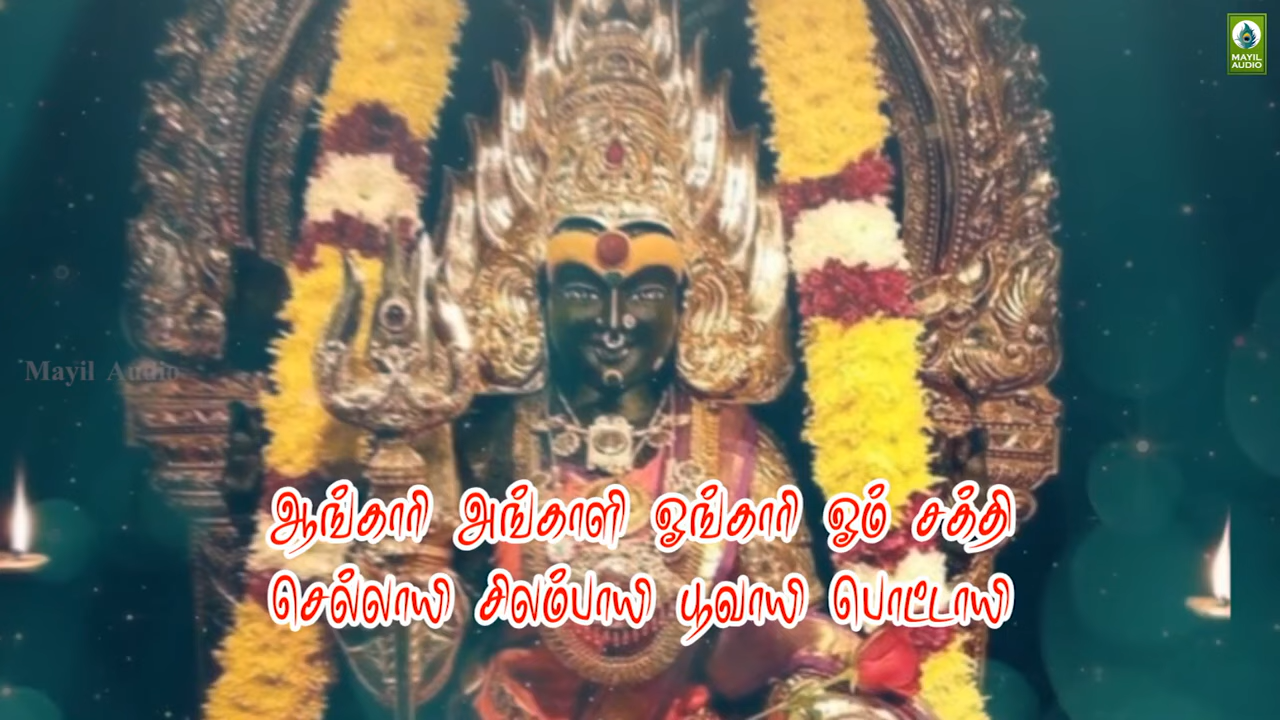 MAYIL
AUDIO
Mayil Audio
ஆங்காரி அங்காளி ஓங்காரி ஓம் சக்தி
செல்லாயி சிலம்பாயி பூவாயி பொட்டாயி